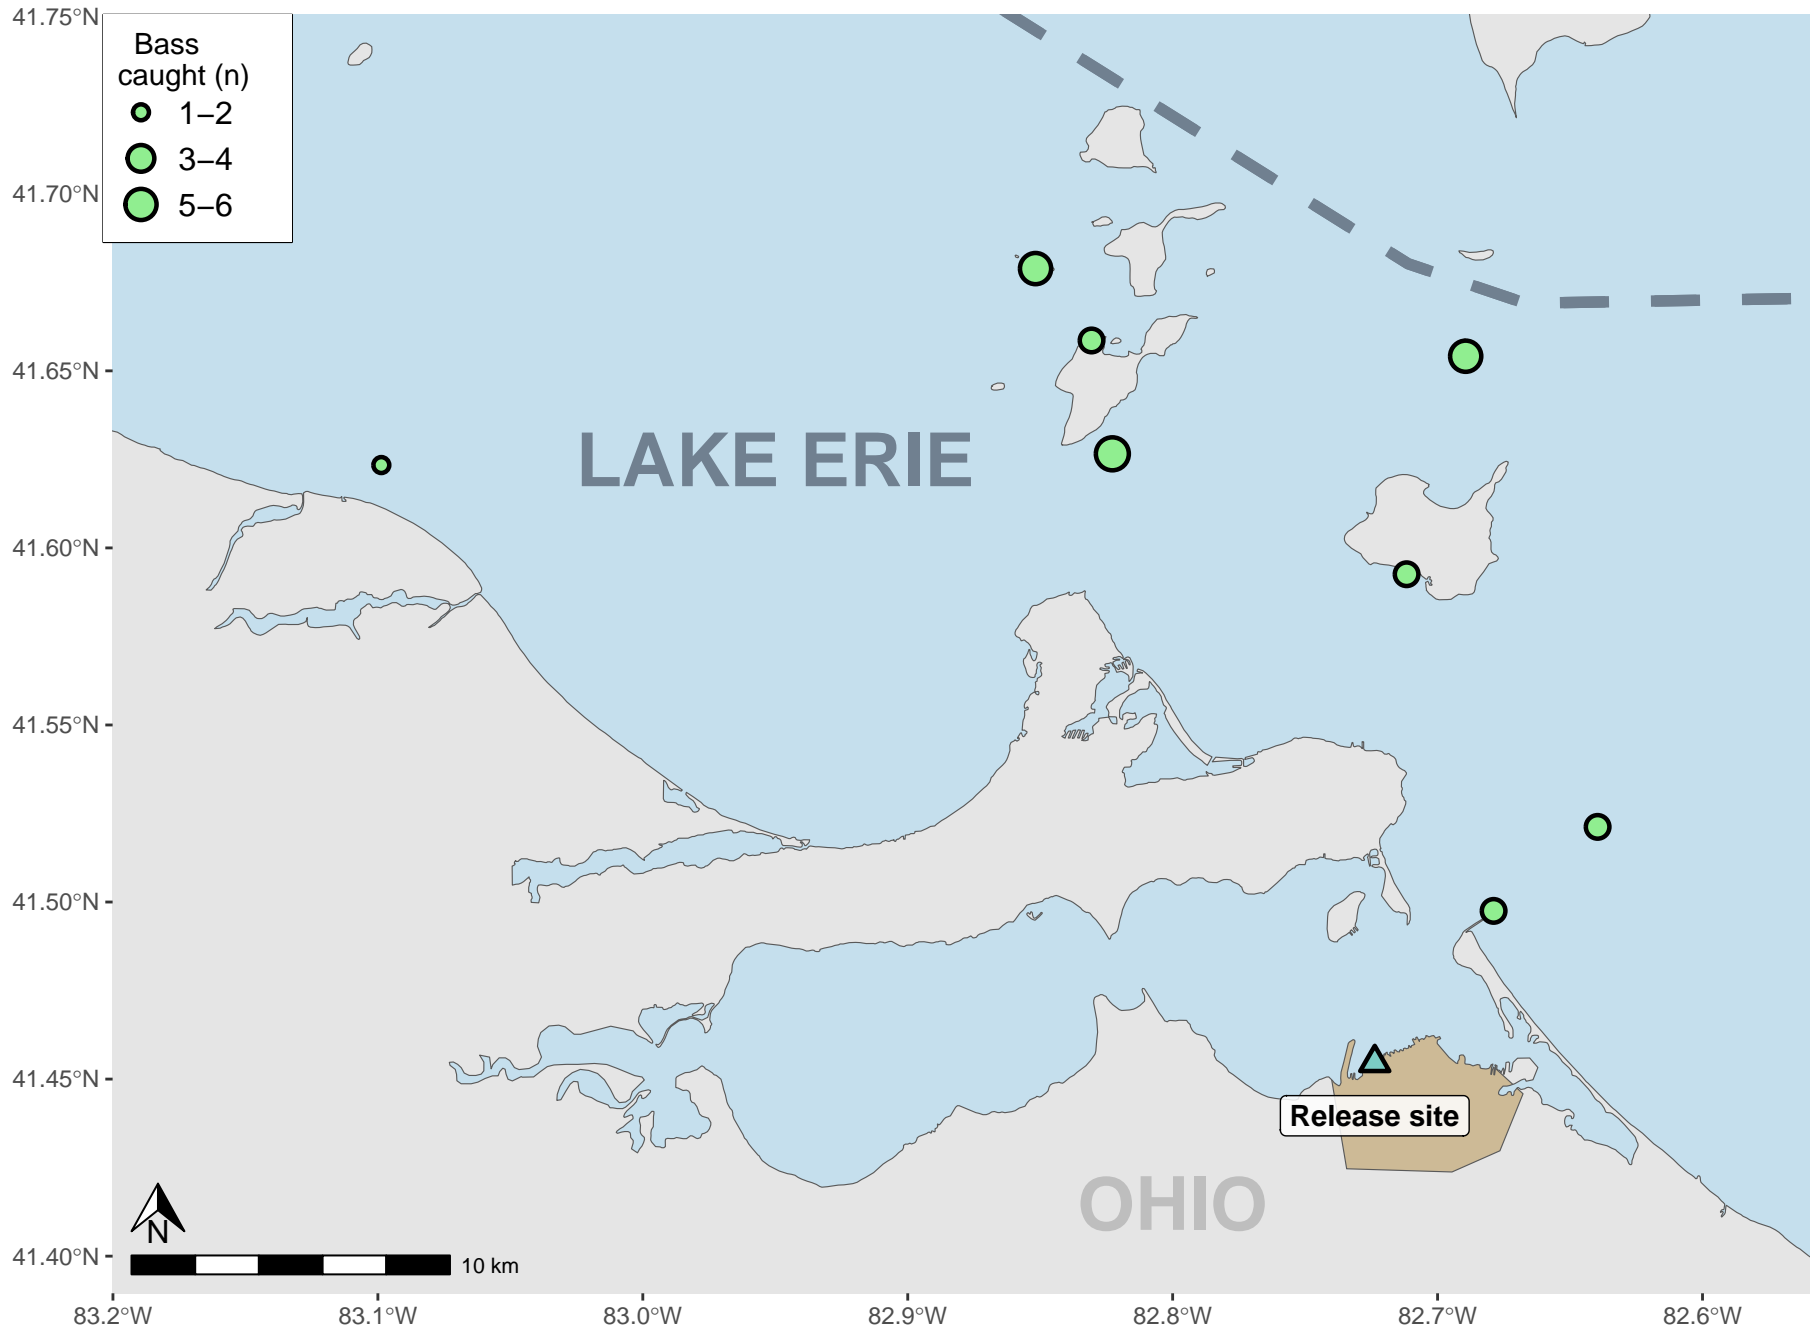 41.75°N
Bass
caught (n)
1–2
3–4
5–6
41.70°N
41.65°N
LAKE ERIE
41.60°N
41.55°N
41.50°N
41.45°N
Release site
OHIO
N
41.40°N
10 km
83.2°W
83.1°W
83.0°W
82.9°W
82.8°W
82.7°W
82.6°W